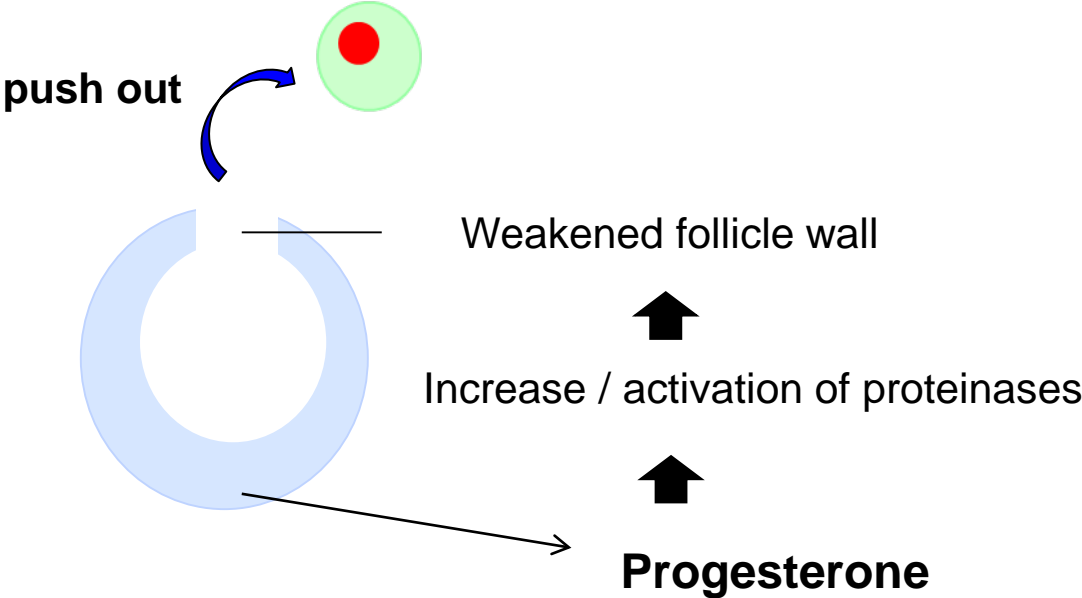 push out
Weakened follicle wall
Increase / activation of proteinases
Progesterone